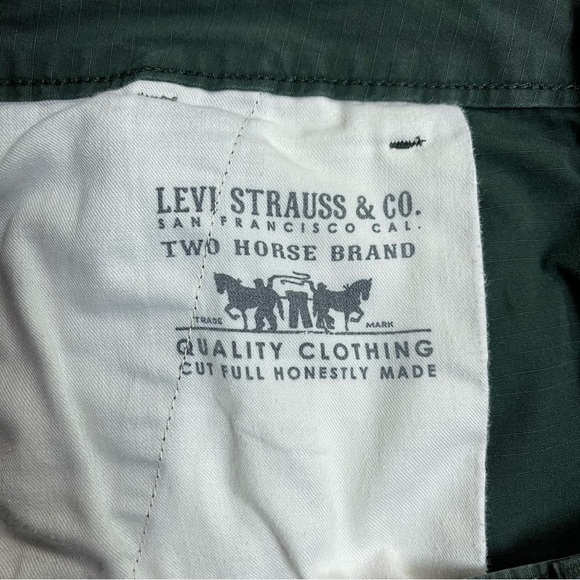 LEVI STRAUSS & CO.
SAN FRANCISCO CAL.
TWO HORSE BRAND
TRADE MARK
QUALITY CLOTHING
CUT FULL HONESTLY MADE